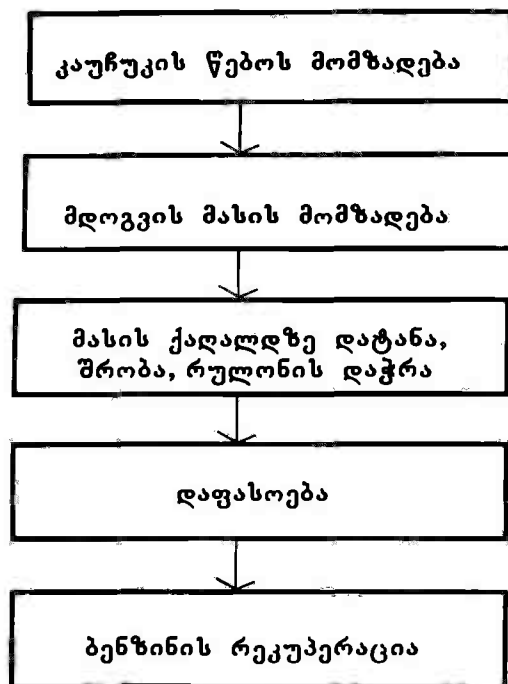 კაუჩუკის წებოს მომზადება
მდოგვის მასის მომზადება
მასის ქაღალდზე დატანა,
შრობა, რულონის დაჭრა
დაფასოება
ბენზინის რეკუპერაცია